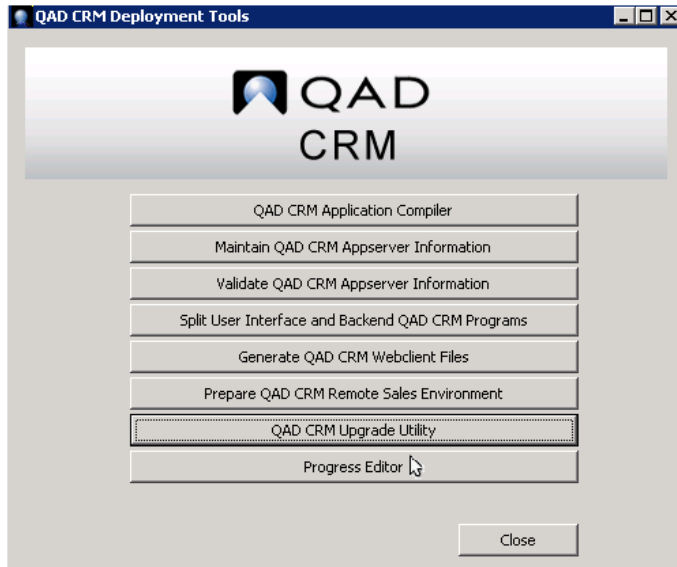 QAD CRM Deployment Tools
QAD
CRM
QAD CRM Application Compiler
Maintain QAD CRM Appserver Information
Validate QAD CRM Appserver Information
Split User Interface and Backend QAD CRM Programs
Generate QAD CRM Webclient Files
Prepare QAD CRM Remote Sales Environment
QAD CRM Upgrade Utility
Progress Editor
Close